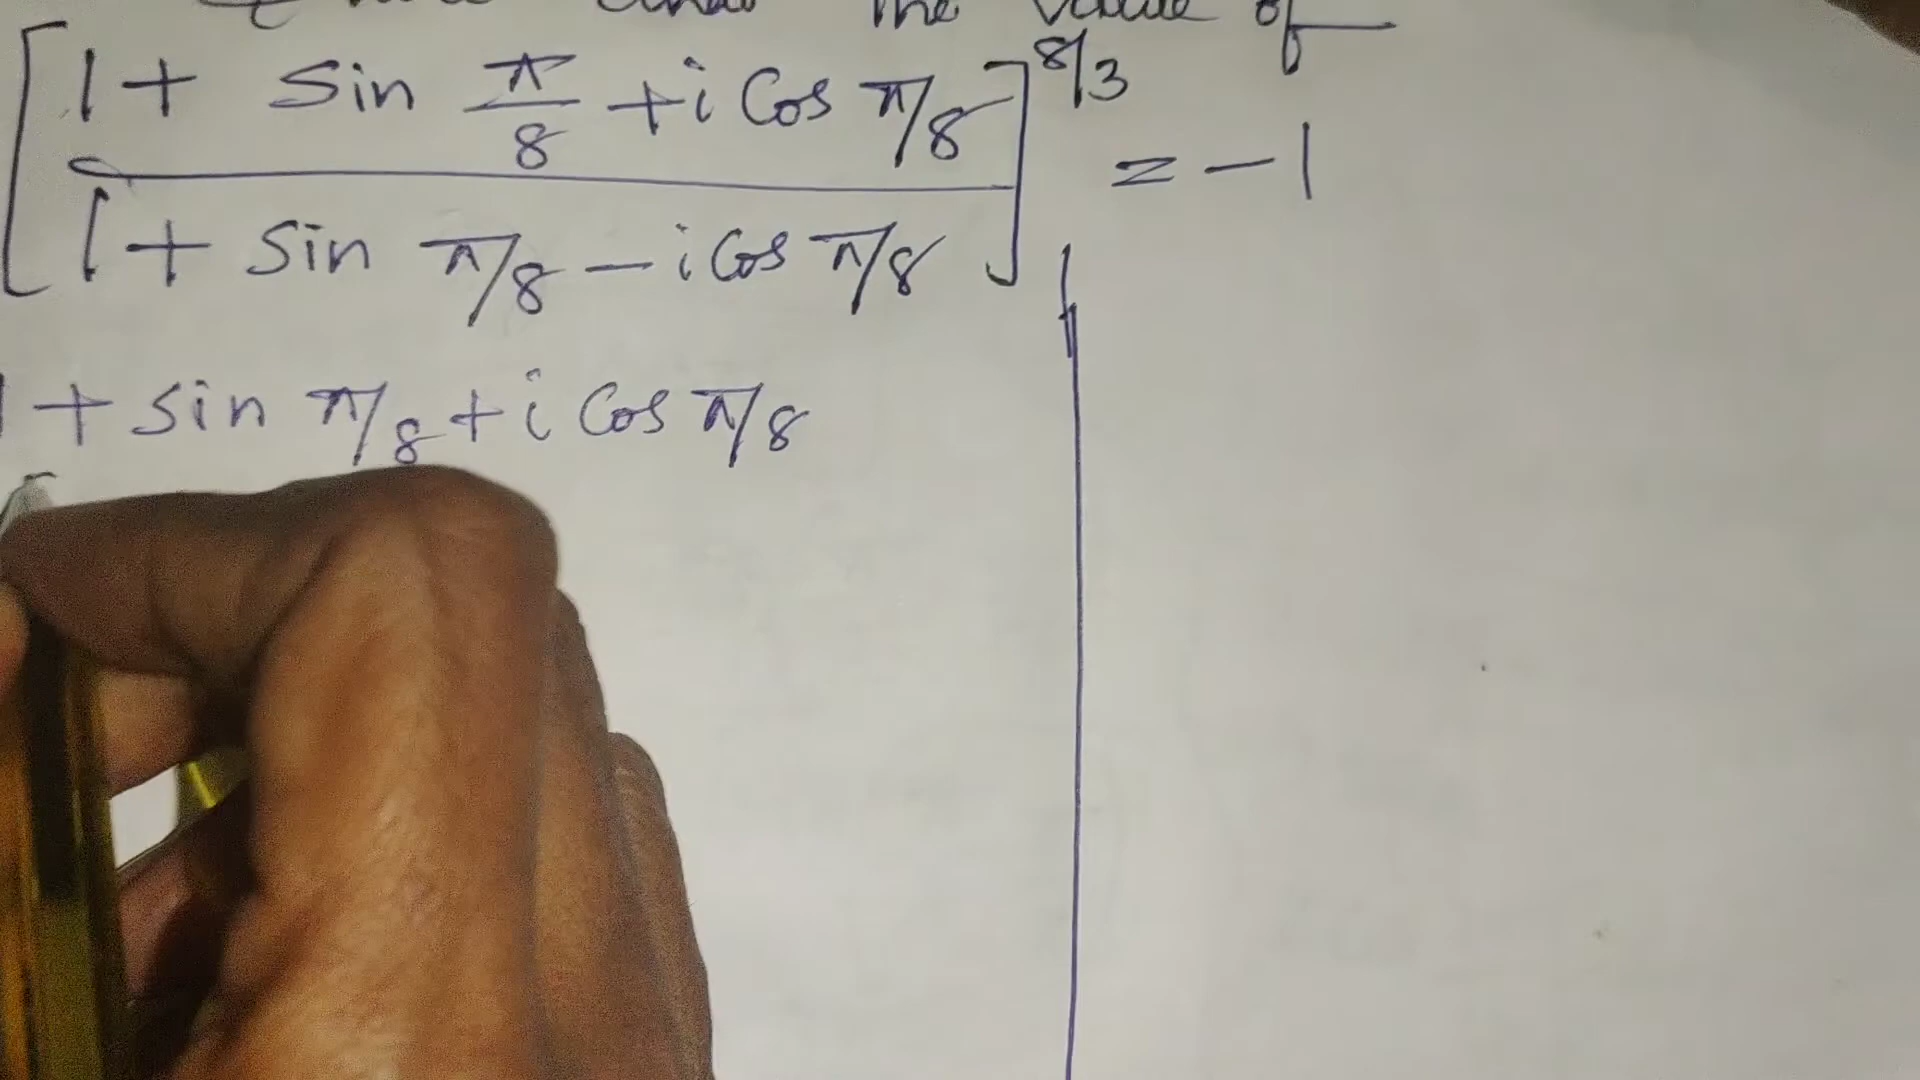 the value of
[1 + Sin π/8 + i Cos π/8 / 1 + Sin π/8 - i Cos π/8]^8/3 = -1
1 + Sin π/8 + i Cos π/8